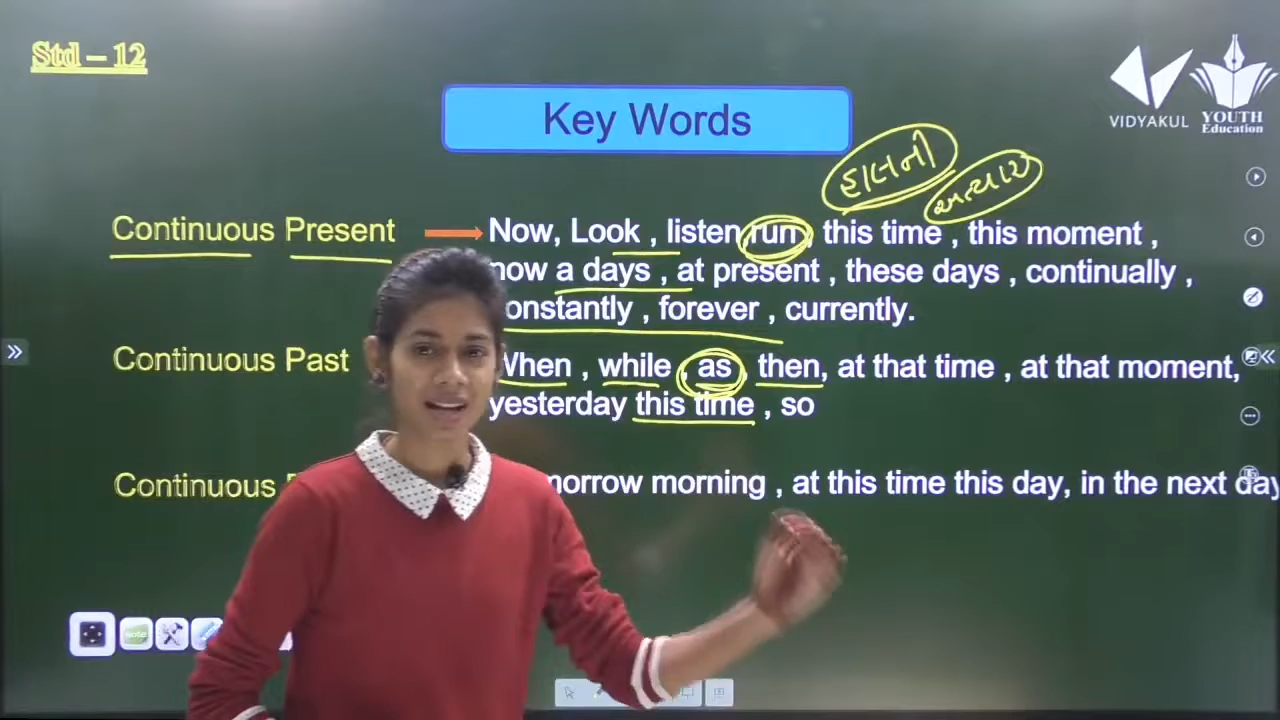 Std – 12
VIDYAKUL
YOUTH
Education
Key Words
હાલની
અત્યારે
Continuous Present
Now, Look , listen, run , this time , this moment ,
now a days , at present , these days , continually ,
onstantly , forever , currently.
Continuous Past
When , while , as , then, at that time , at that moment,
yesterday this time , so
Continuous
morrow morning , at this time this day, in the next day